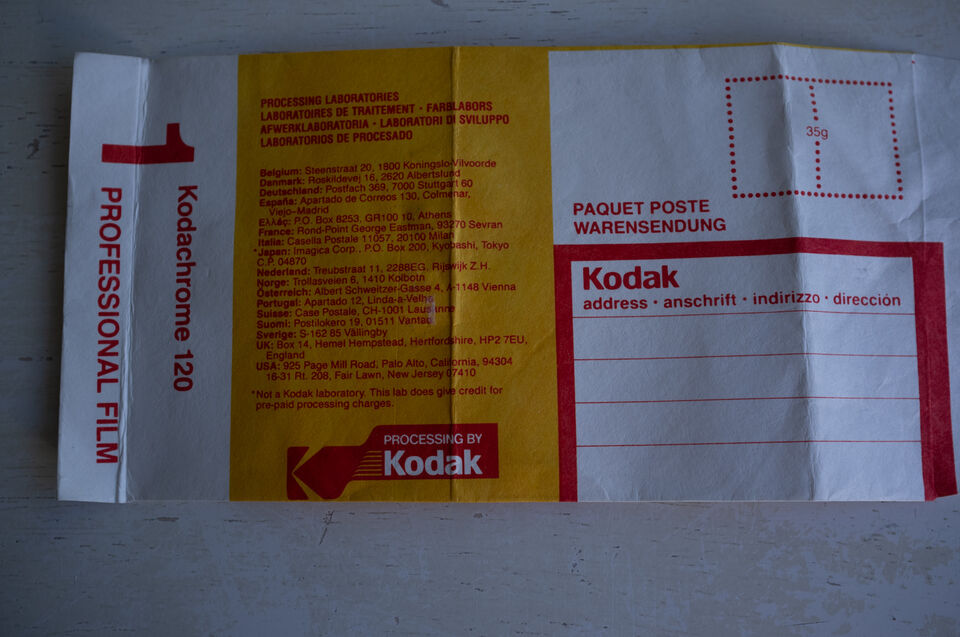 1 PROFESSIONAL FILM
Kodachrome 120
PROCESSING LABORATORIES
LABORATOIRES DE TRAITEMENT · FARBLABORS
AFWERKLABORATORIA · LABORATORI DI SVILUPPO
LABORATORIOS DE PROCESADO
Belgium: Steenstraat 20, 1800 Koningslo-Vilvoorde
Danmark: Roskildevej 16, 2620 Albertslund
Deutschland: Postfach 369, 7000 Stuttgart 60
España: Apartado de Correos 130, Colmenar,
Viejo-Madrid
Ελλάς: P.O. Box 8253, GR100 10, Athens
France: Rond-Point George Eastman, 93270 Sevran
Italia: Casella Postale 11057, 20100 Milan
*Japan: Imagica Corp., P.O. Box 200, Kyobashi, Tokyo
C.P. 04870
Nederland: Treubstraat 11, 2288EG, Rijswijk Z.H.
Norge: Trollasveien 6, 1410 Kolbotn
Österreich: Albert Schweitzer-Gasse 4, A-1148 Vienna
Portugal: Apartado 12, Linda-a-Velha
Suisse: Case Postale, CH-1001 Lausanne
Suomi: Postilokero 19, 01511 Vantaa
Sverige: S-162 85 Vällingby
UK: Box 14, Hemel Hempstead, Hertfordshire, HP2 7EU,
England
USA: 925 Page Mill Road, Palo Alto, California, 94304
16-31 Rt. 208, Fair Lawn, New Jersey 07410
*Not a Kodak laboratory. This lab does give credit for
pre-paid processing charges.
PROCESSING BY
Kodak
35g
PAQUET POSTE
WARENSENDUNG
Kodak
address · anschrift · indirizzo · dirección